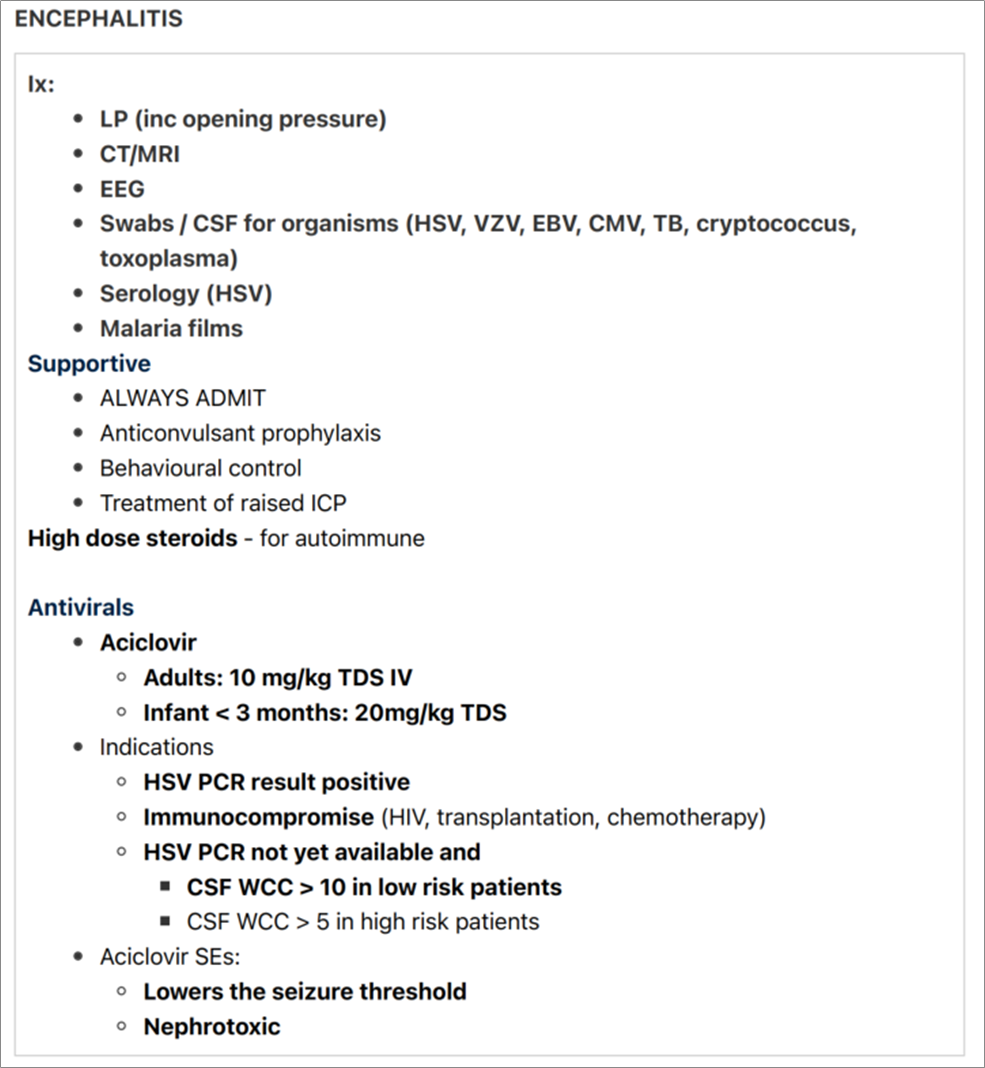 ENCEPHALITIS
Ix:
• LP (inc opening pressure)
• CT/MRI
• EEG
• Swabs / CSF for organisms (HSV, VZV, EBV, CMV, TB, cryptococcus,
toxoplasma)
• Serology (HSV)
• Malaria films
Supportive
• ALWAYS ADMIT
• Anticonvulsant prophylaxis
• Behavioural control
• Treatment of raised ICP
High dose steroids - for autoimmune
Antivirals
• Aciclovir
◦ Adults: 10 mg/kg TDS IV
◦ Infant < 3 months: 20mg/kg TDS
• Indications
◦ HSV PCR result positive
◦ Immunocompromise (HIV, transplantation, chemotherapy)
◦ HSV PCR not yet available and
▪ CSF WCC > 10 in low risk patients
▪ CSF WCC > 5 in high risk patients
• Aciclovir SEs:
◦ Lowers the seizure threshold
◦ Nephrotoxic